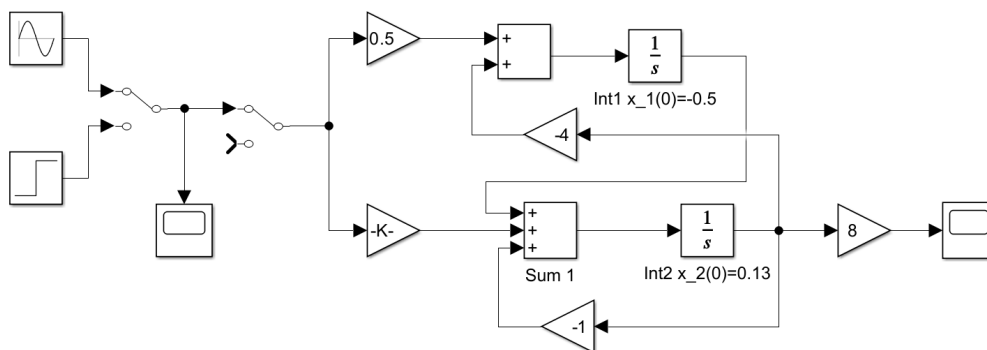 0.5
+
+
1
s
Int1 x_1(0)=-0.5
-4
-K-
+
+
+
Sum 1
1
s
Int2 x_2(0)=0.13
8
-1